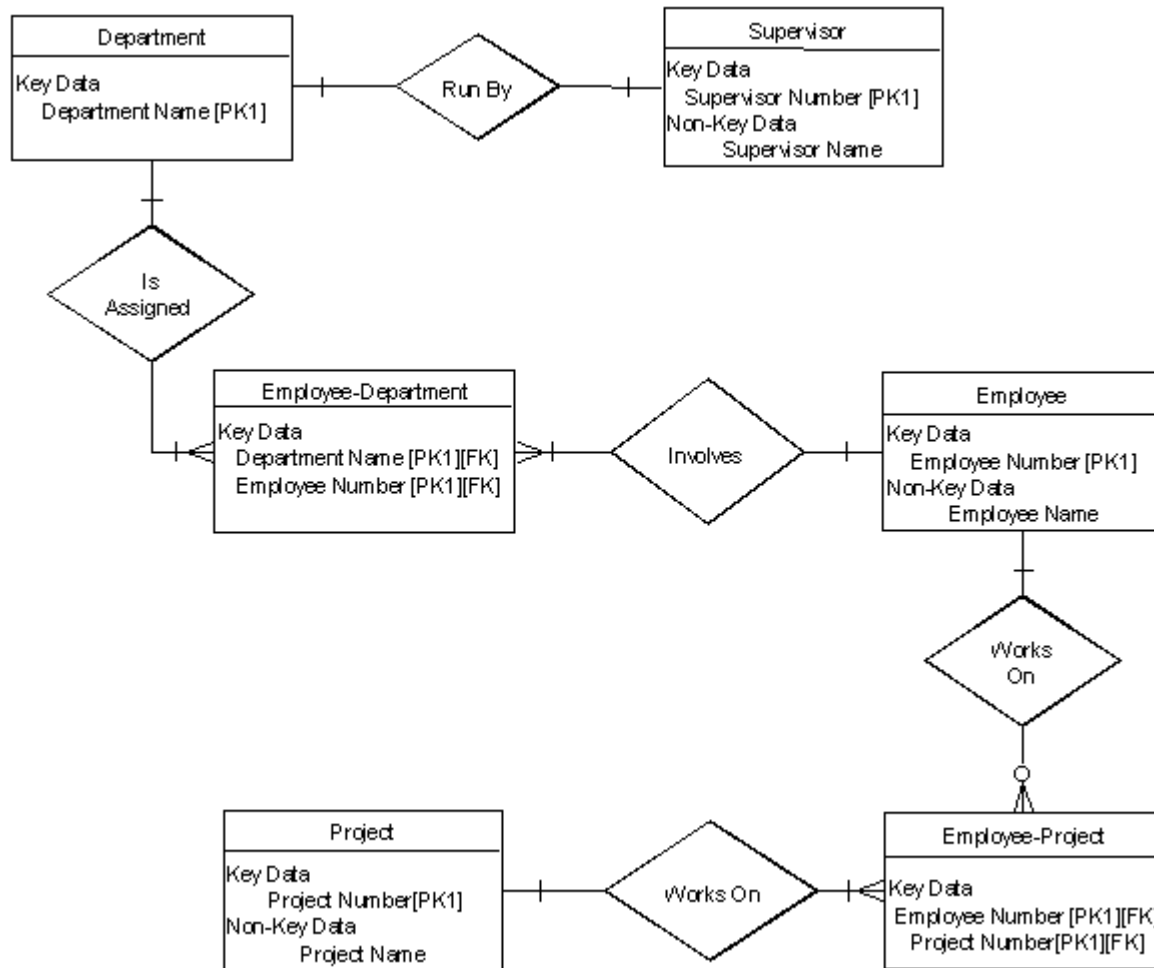 Department
Key Data
Department Name [PK1]
Run By
Supervisor
Key Data
Supervisor Number [PK1]
Non-Key Data
Supervisor Name
Is
Assigned
Employee-Department
Key Data
Department Name [PK1][FK]
Employee Number [PK1][FK]
Involves
Employee
Key Data
Employee Number [PK1]
Non-Key Data
Employee Name
Works
On
Project
Key Data
Project Number[PK1]
Non-Key Data
Project Name
Works On
Employee-Project
Key Data
Employee Number [PK1][FK]
Project Number[PK1][FK]